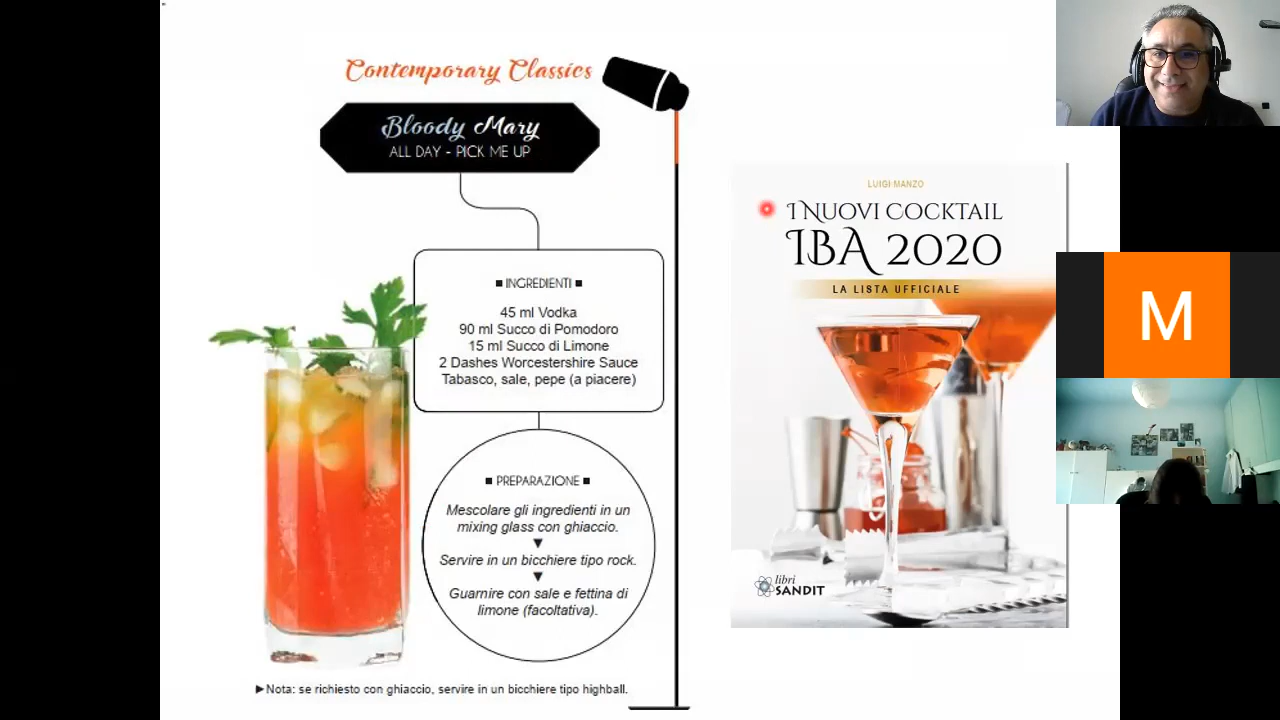 Contemporary Classics
Bloody Mary
ALL DAY - PICK ME UP
■ INGREDIENTI ■
45 ml Vodka
90 ml Succo di Pomodoro
15 ml Succo di Limone
2 Dashes Worcestershire Sauce
Tabasco, sale, pepe (a piacere)
■ PREPARAZIONE ■
Mescolare gli ingredienti in un
mixing glass con ghiaccio.
▼
Servire in un bicchiere tipo rock.
▼
Guarnire con sale e fettina di
limone (facoltativa).
►Nota: se richiesto con ghiaccio, servire in un bicchiere tipo highball.
LUIGI MANZO
I NUOVI COCKTAIL
IBA 2020
LA LISTA UFFICIALE
libri
SANDIT
M